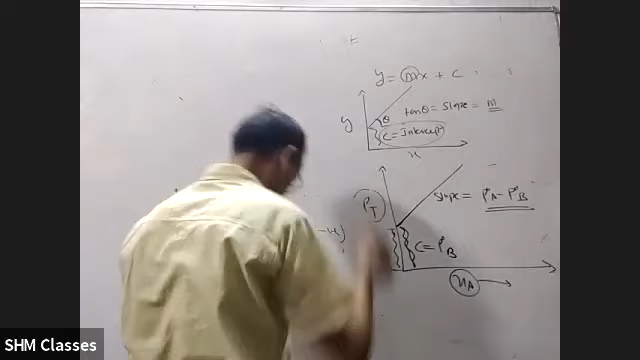 y = mx + c
y
θ
tanθ = Slope = m
C = Intercept
x
P_T
Slope = P°_A - P°_B
C = P°_B
x_A
SHM Classes